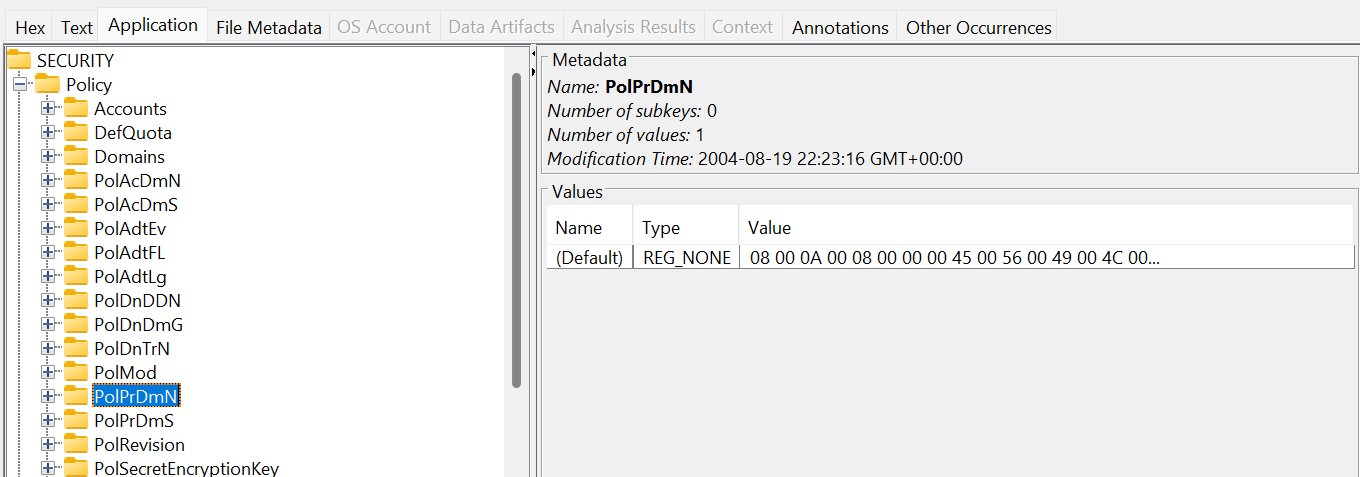 Hex Text Application File Metadata OS Account Data Artifacts Analysis Results Context Annotations Other Occurrences
SECURITY
Policy
Accounts
DefQuota
Domains
PolAcDmN
PolAcDmS
PolAdtEv
PolAdtFL
PolAdtLg
PolDnDDN
PolDnDmG
PolDnTrN
PolMod
PolPrDmN
PolPrDmS
PolRevision
PolSecretEncryptionKey
Metadata
Name: PolPrDmN
Number of subkeys: 0
Number of values: 1
Modification Time: 2004-08-19 22:23:16 GMT+00:00
Values
Name Type Value
(Default) REG_NONE 08 00 0A 00 08 00 00 00 45 00 56 00 49 00 4C 00...